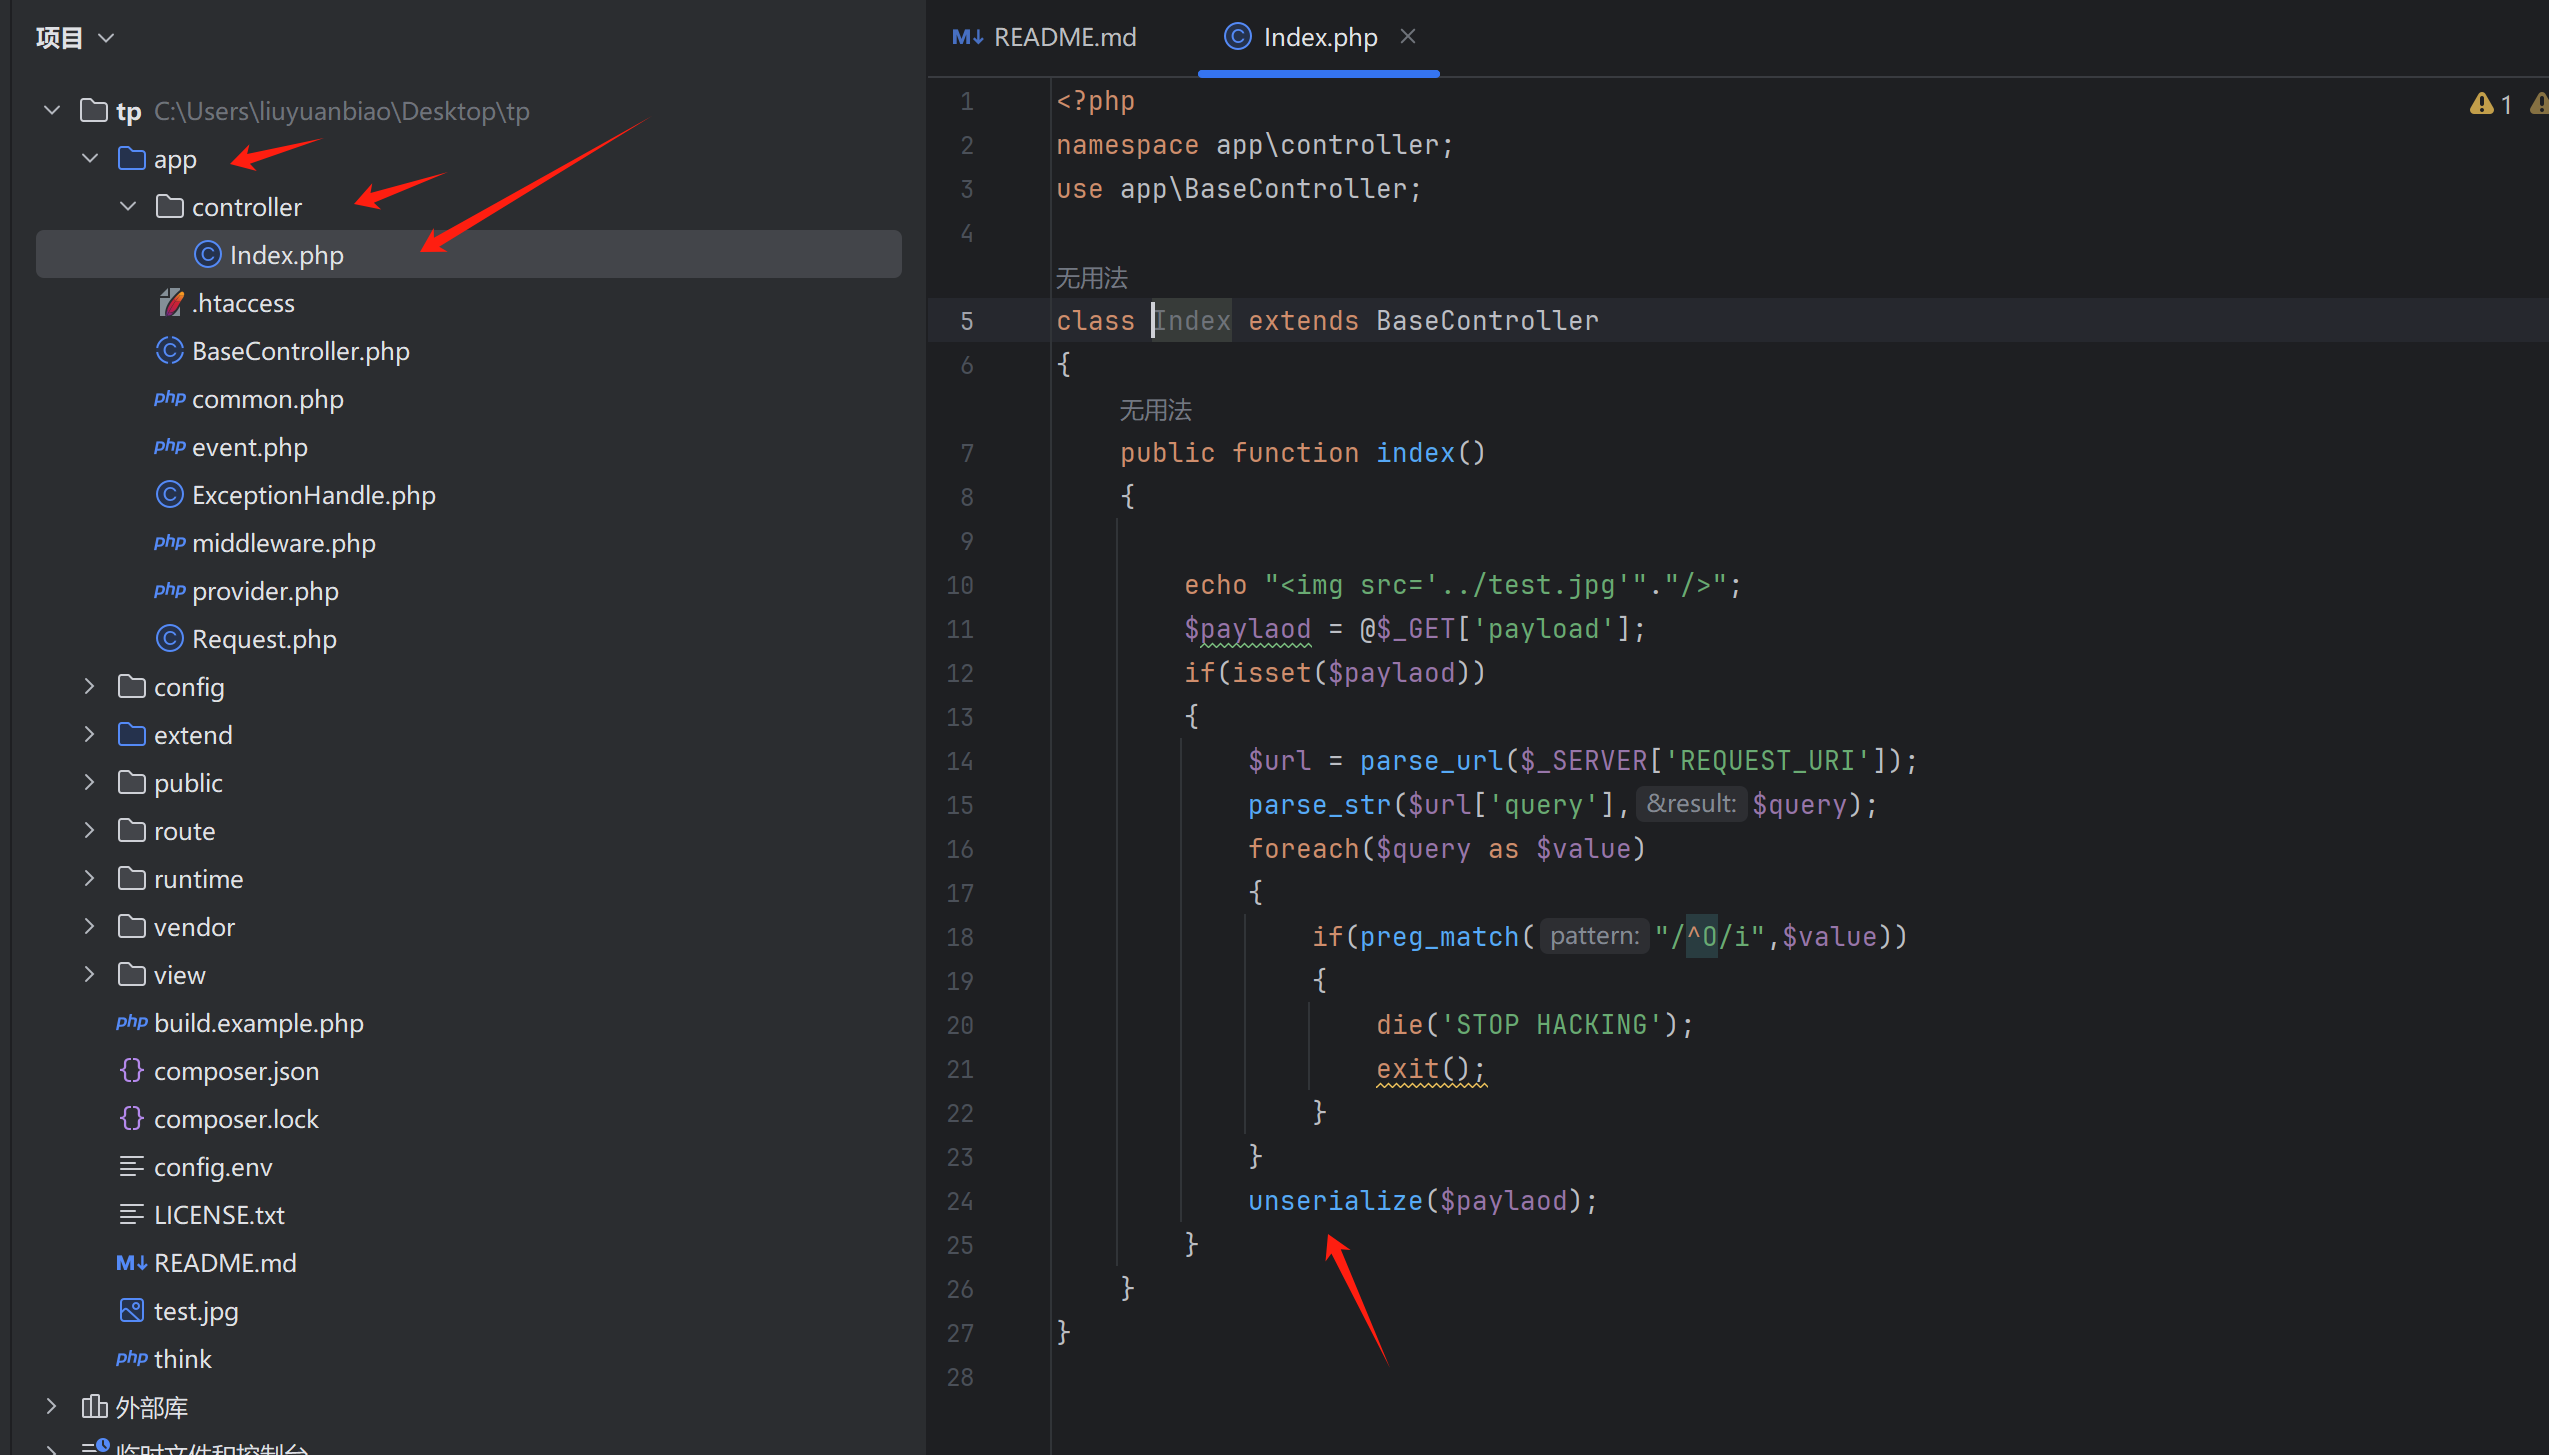 项目
tp C:\Users\liuyuanbiao\Desktop\tp
app
controller
Index.php
.htaccess
BaseController.php
php common.php
php event.php
ExceptionHandle.php
php middleware.php
php provider.php
Request.php
config
extend
public
route
runtime
vendor
view
php build.example.php
composer.json
composer.lock
config.env
LICENSE.txt
M↓ README.md
test.jpg
php think
外部库
临时文件和控制台
M↓ README.md
Index.php
1
1 <?php
2 namespace app\controller;
3 use app\BaseController;
4
无用法
5 class Index extends BaseController
6 {
无用法
7 public function index()
8 {
9
10 echo "<img src='../test.jpg'"."/>";
11 $paylaod = @$_GET['payload'];
12 if(isset($paylaod))
13 {
14 $url = parse_url($_SERVER['REQUEST_URI']);
15 parse_str($url['query'], &result: $query);
16 foreach($query as $value)
17 {
18 if(preg_match( pattern: "/^O/i",$value))
19 {
20 die('STOP HACKING');
21 exit();
22 }
23 }
24 unserialize($paylaod);
25 }
26 }
27 }
28